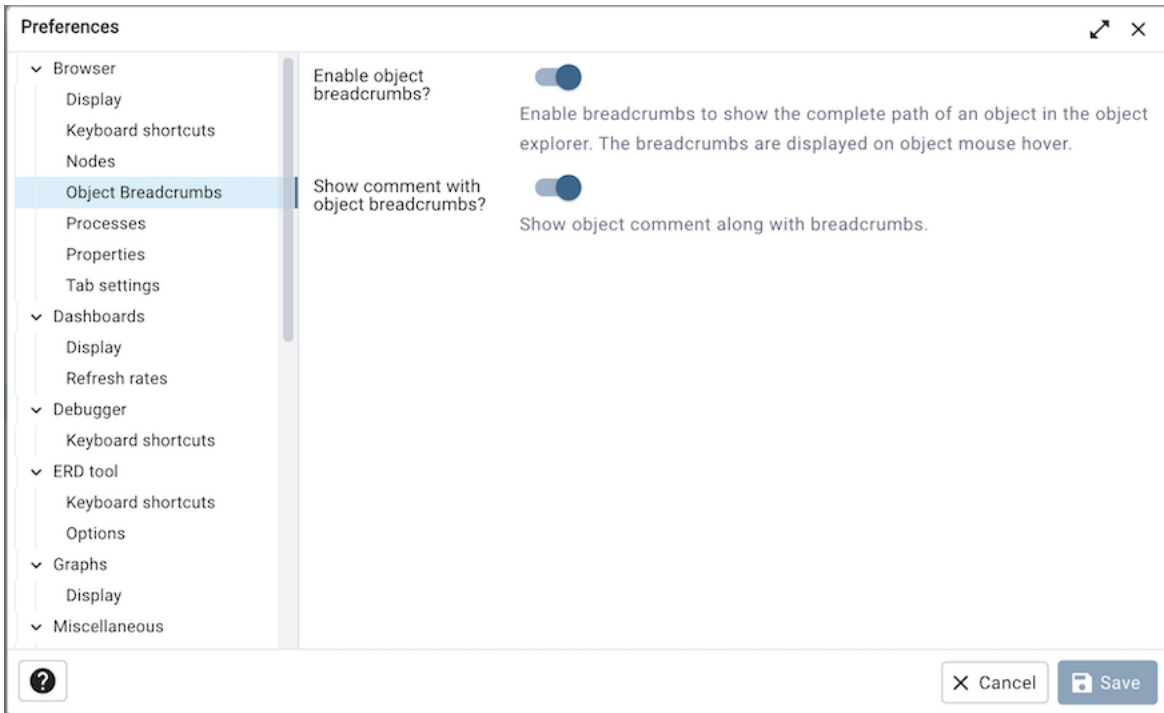 Preferences
Browser
Display
Keyboard shortcuts
Nodes
Object Breadcrumbs
Processes
Properties
Tab settings
Dashboards
Display
Refresh rates
Debugger
Keyboard shortcuts
ERD tool
Keyboard shortcuts
Options
Graphs
Display
Miscellaneous
Enable object
breadcrumbs?
Enable breadcrumbs to show the complete path of an object in the object
explorer. The breadcrumbs are displayed on object mouse hover.
Show comment with
object breadcrumbs?
Show object comment along with breadcrumbs.
Cancel
Save